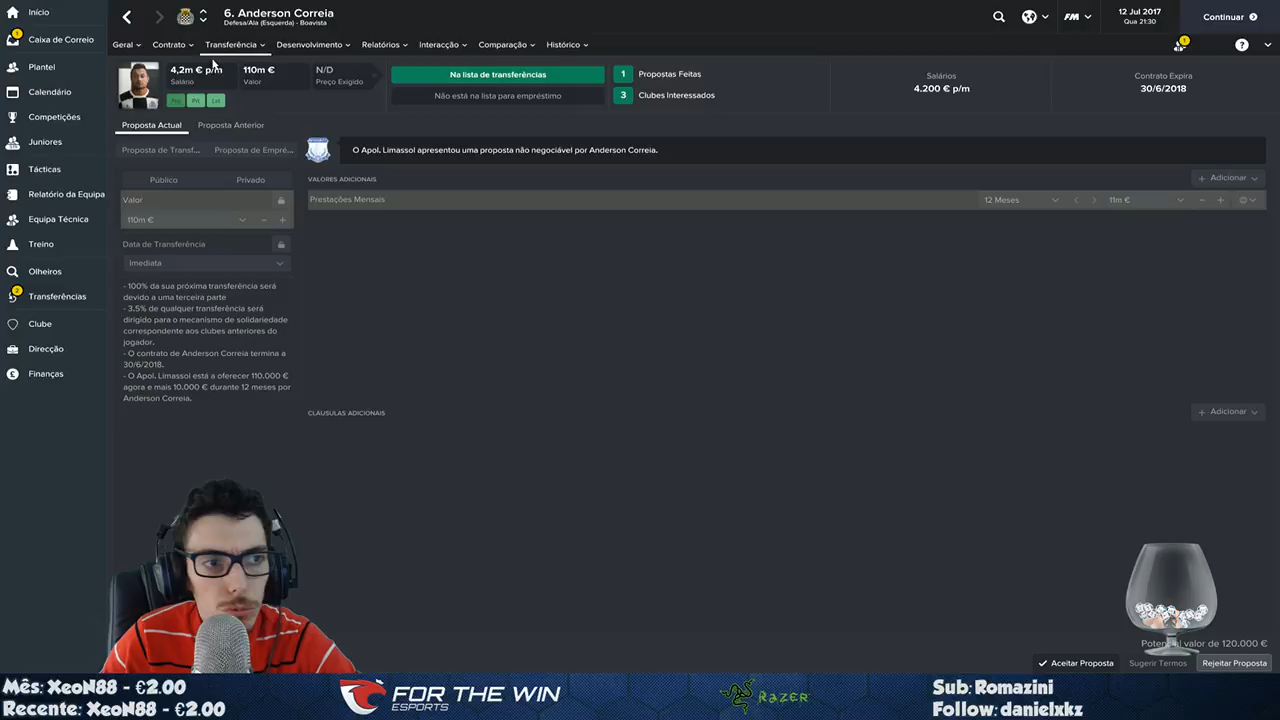 Início
Caixa de Correio
Plantel
Calendário
Competições
Juniores
Tácticas
Relatório da Equipa
Equipa Técnica
Treino
Olheiros
Transferências
Clube
Direcção
Finanças
1
2
6. Anderson Correia
Defesa/Ala (Esquerda) - Boavista
FM
12 Jul 2017
Qua 21:30
Continuar
Geral
Contrato
Transferência
Desenvolvimento
Relatórios
Interacção
Comparação
Histórico
1
?
4,2m € p/m
Salário
110m €
Valor
N/D
Preço Exigido
Pro
Prt
Lst
Na lista de transferências
Não está na lista para empréstimo
1 Propostas Feitas
3 Clubes Interessados
Salários
4.200 € p/m
Contrato Expira
30/6/2018
Proposta Actual
Proposta Anterior
Proposta de Transf...
Proposta de Empré...
O Apol. Limassol apresentou uma proposta não negociável por Anderson Correia.
Público
Privado
Valor
110m €
Data de Transferência
Imediata
- 100% da sua próxima transferência será
devido a uma terceira parte
- 3.5% de qualquer transferência será
dirigido para o mecanismo de solidariedade
correspondente aos clubes anteriores do
jogador.
- O contrato de Anderson Correia termina a
30/6/2018.
- O Apol. Limassol está a oferecer 110.000 €
agora e mais 10.000 € durante 12 meses por
Anderson Correia.
VALORES ADICIONAIS
+ Adicionar
Prestações Mensais
12 Meses
11m €
CLÁUSULAS ADICIONAIS
+ Adicionar
Potencial valor de 120.000 €
Aceitar Proposta
Sugerir Termos
Rejeitar Proposta
Mês: XeoN88 - €2.00
Recente: XeoN88 - €2.00
FOR THE WIN
ESPORTS
RAZER
Sub: Romazini
Follow: danielxkz